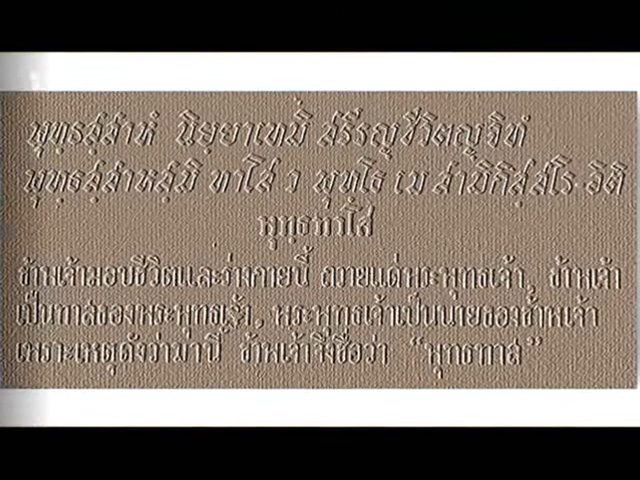 พุทฺธสฺสาหํ นิยฺยาเทมิ สรีรญฺชีวิตญฺจิทํ
พุทฺธสฺสาหสฺมิ ทาโส ว พุทฺโธ เม สามิกิสฺสโร อิติ
พุทฺธทาโส
ข้าพเจ้ามอบชีวิตและร่างกายนี้ ถวายแด่พระพุทธเจ้า, ข้าพเจ้า
เป็นทาสของพระพุทธเจ้า, พระพุทธเจ้าเป็นนายของข้าพเจ้า
เพราะเหตุดังว่ามานี้ ข้าพเจ้าจึงชื่อว่า “พุทธทาส”